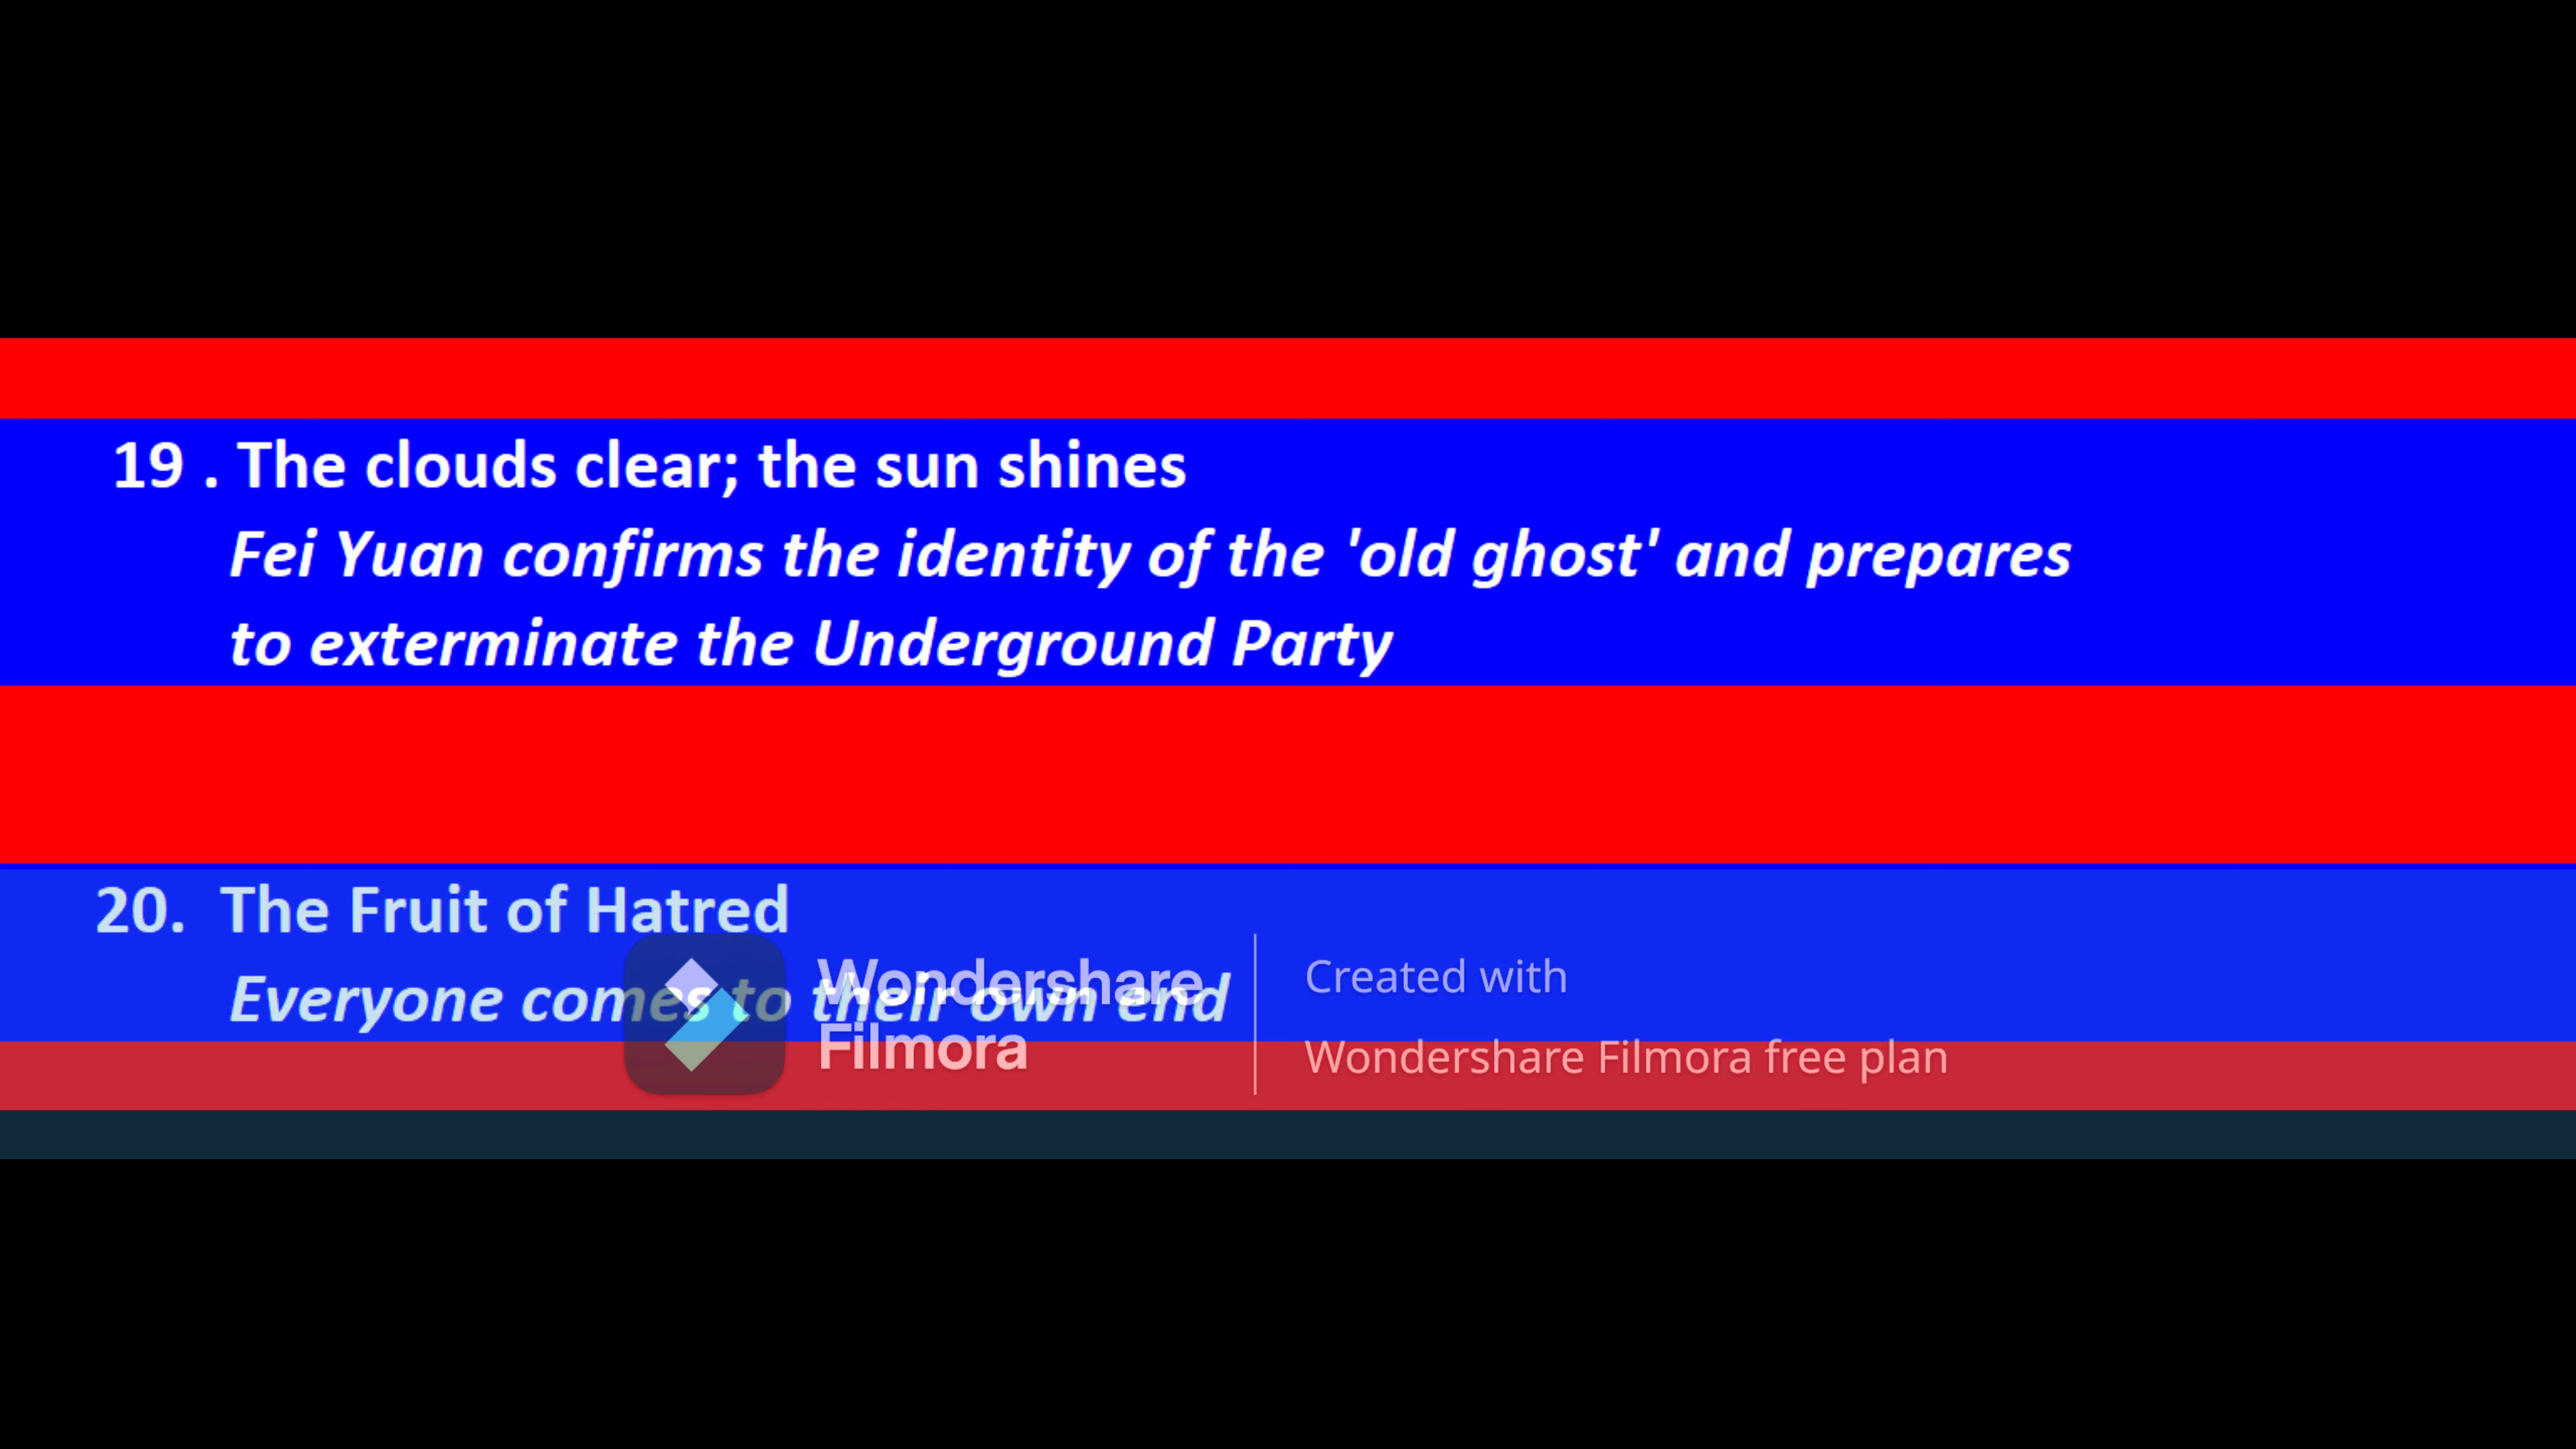 19 . The clouds clear; the sun shines
Fei Yuan confirms the identity of the 'old ghost' and prepares
to exterminate the Underground Party
20. The Fruit of Hatred
Everyone comes to their own end
Wondershare
Filmora
Created with
Wondershare Filmora free plan